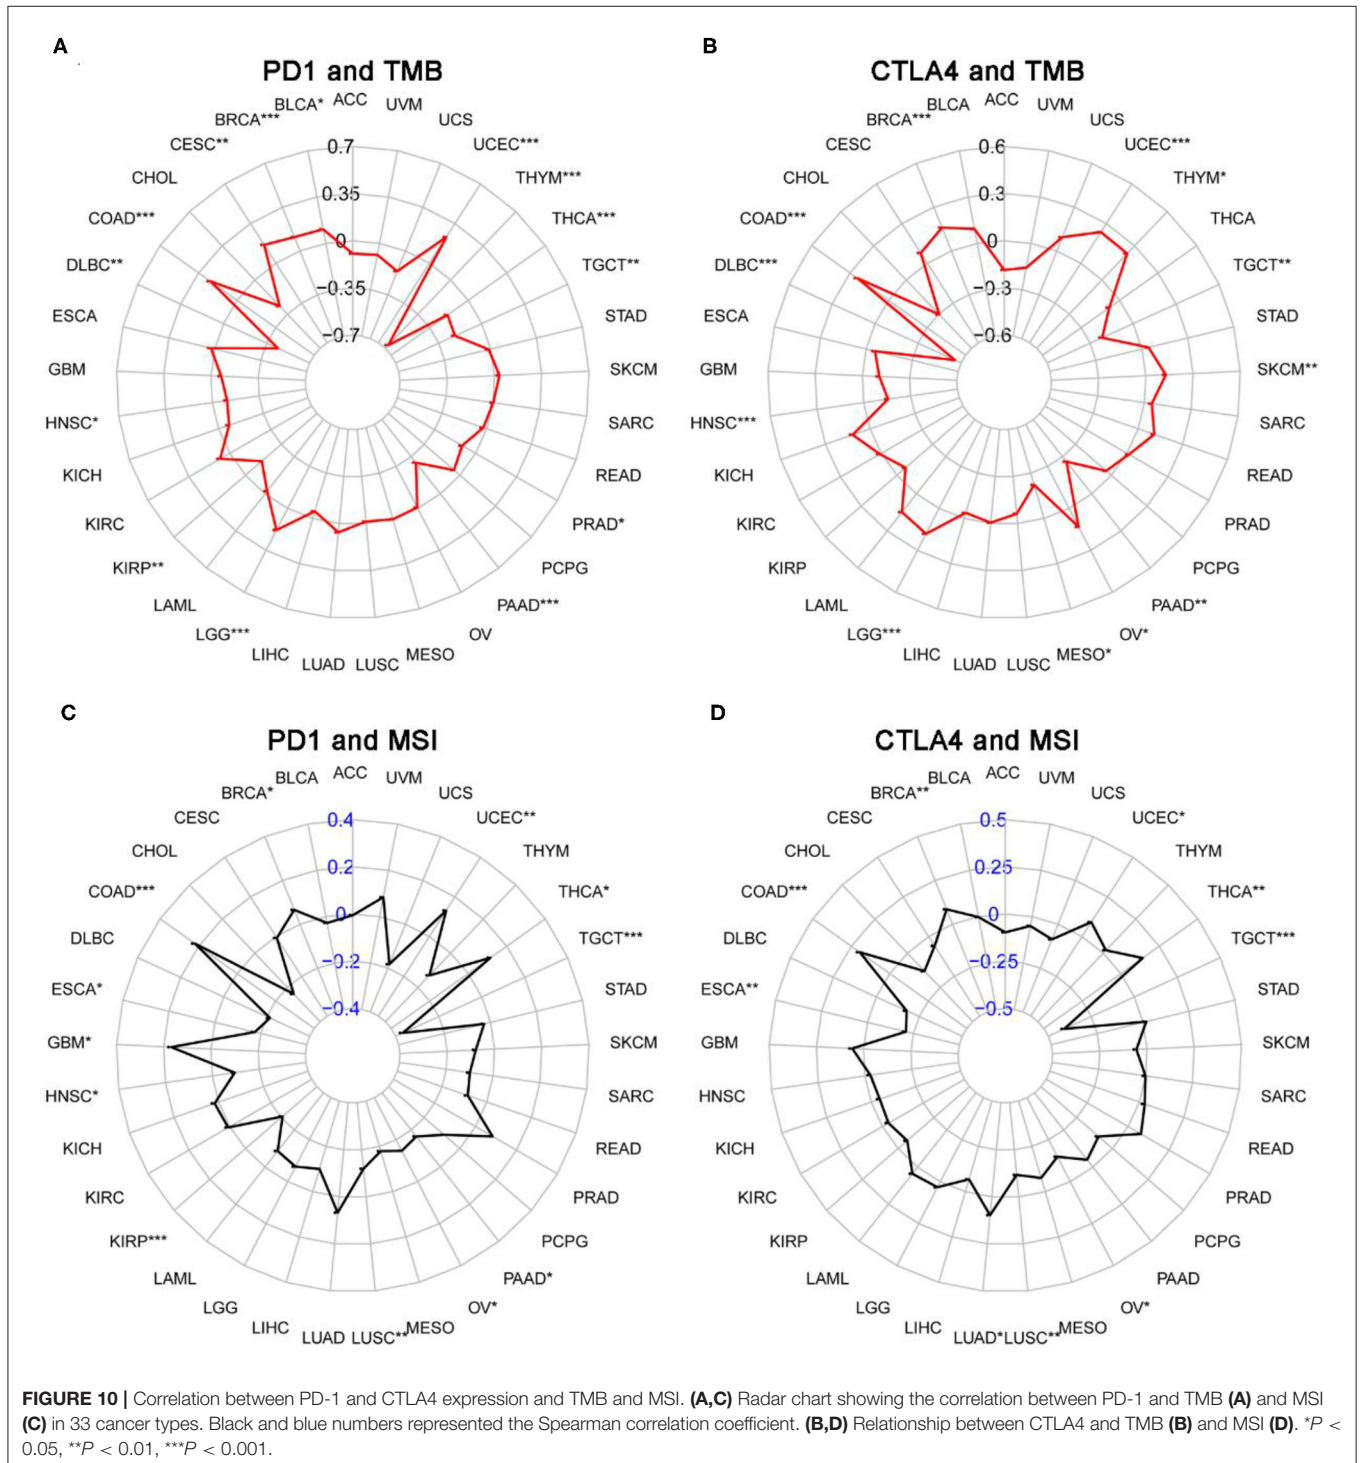 A
PD1 and TMB
BLCA* ACC UVM
BRCA*** UCS
CESC** 0.7 UCEC***
CHOL THYM***
0.35
COAD*** THCA***
0
DLBC** TGCT**
−0.35
ESCA STAD
−0.7
GBM SKCM
HNSC* SARC
KICH READ
KIRC PRAD*
KIRP** PCPG
LAML PAAD***
LGG*** OV
LIHC LUAD LUSC MESO
B
CTLA4 and TMB
BLCA ACC UVM
BRCA*** UCS
CESC 0.6 UCEC***
CHOL THYM*
0.3
COAD*** THCA
0
DLBC*** TGCT**
−0.3
ESCA STAD
−0.6
GBM SKCM**
HNSC*** SARC
KICH READ
KIRC PRAD
KIRP PCPG
LAML PAAD**
LGG*** OV*
LIHC LUAD LUSC MESO*
C
PD1 and MSI
BLCA ACC UVM
BRCA* UCS
CESC 0.4 UCEC**
CHOL THYM
0.2
COAD*** THCA*
0
DLBC TGCT***
−0.2
ESCA* STAD
−0.4
GBM* SKCM
HNSC* SARC
KICH READ
KIRC PRAD
KIRP*** PCPG
LAML PAAD*
LGG OV*
LIHC LUAD LUSC** MESO
D
CTLA4 and MSI
BLCA ACC UVM
BRCA** UCS
CESC 0.5 UCEC*
CHOL THYM
0.25
COAD*** THCA**
0
DLBC TGCT***
−0.25
ESCA** STAD
−0.5
GBM SKCM
HNSC SARC
KICH READ
KIRC PRAD
KIRP PCPG
LAML PAAD
LGG OV*
LIHC LUAD* LUSC** MESO
FIGURE 10 | Correlation between PD-1 and CTLA4 expression and TMB and MSI. (A,C) Radar chart showing the correlation between PD-1 and TMB (A) and MSI
(C) in 33 cancer types. Black and blue numbers represented the Spearman correlation coefficient. (B,D) Relationship between CTLA4 and TMB (B) and MSI (D). *P <
0.05, **P < 0.01, ***P < 0.001.